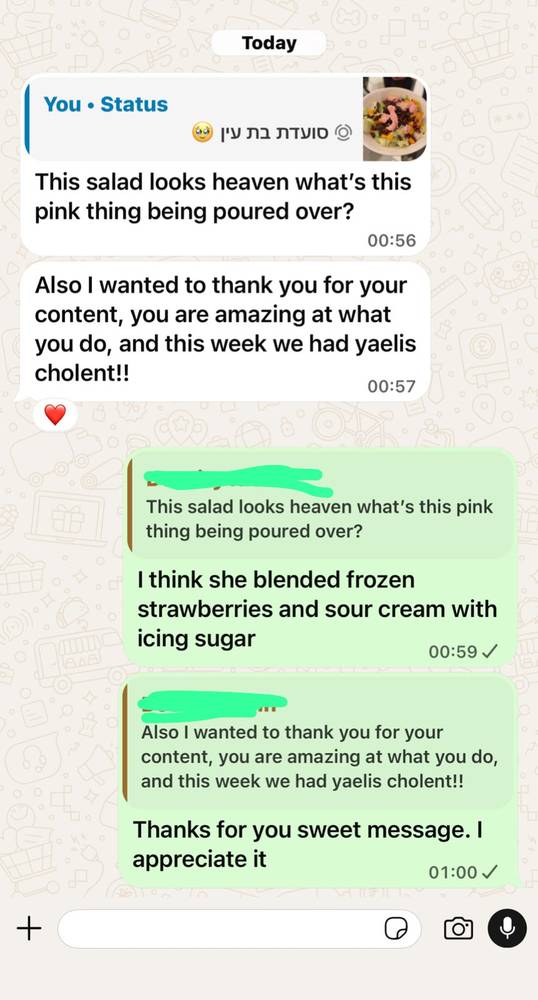 Today
You • Status
סועדת בת עין 🥹
This salad looks heaven what's this
pink thing being poured over?
00:56
Also I wanted to thank you for your
content, you are amazing at what
you do, and this week we had yaelis
cholent!!
00:57
This salad looks heaven what's this pink
thing being poured over?
I think she blended frozen
strawberries and sour cream with
icing sugar
00:59
Also I wanted to thank you for your
content, you are amazing at what you do,
and this week we had yaelis cholent!!
Thanks for you sweet message. I
appreciate it
01:00